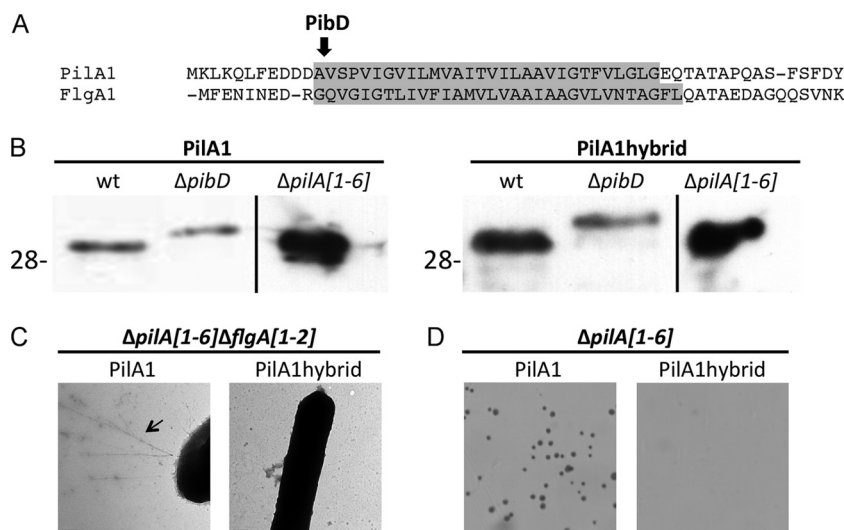 A
PibD
PilA1 MKLKQLFEDDDAVSPVIGVILMVAITVILAAVIGTFVLGLGEQTATAPQAS-FSFDY
FlgA1 -MFENINED-RGQVGIGTLIVFIAMVLVAAIAAGVLVNTAGFLQATAEDAGQQSVNK
B
PilA1 PilA1hybrid
wt ΔpibD ΔpilA[1-6] wt ΔpibD ΔpilA[1-6]
28- 28-
C ΔpilA[1-6]ΔflgA[1-2] D ΔpilA[1-6]
PilA1 PilA1hybrid PilA1 PilA1hybrid